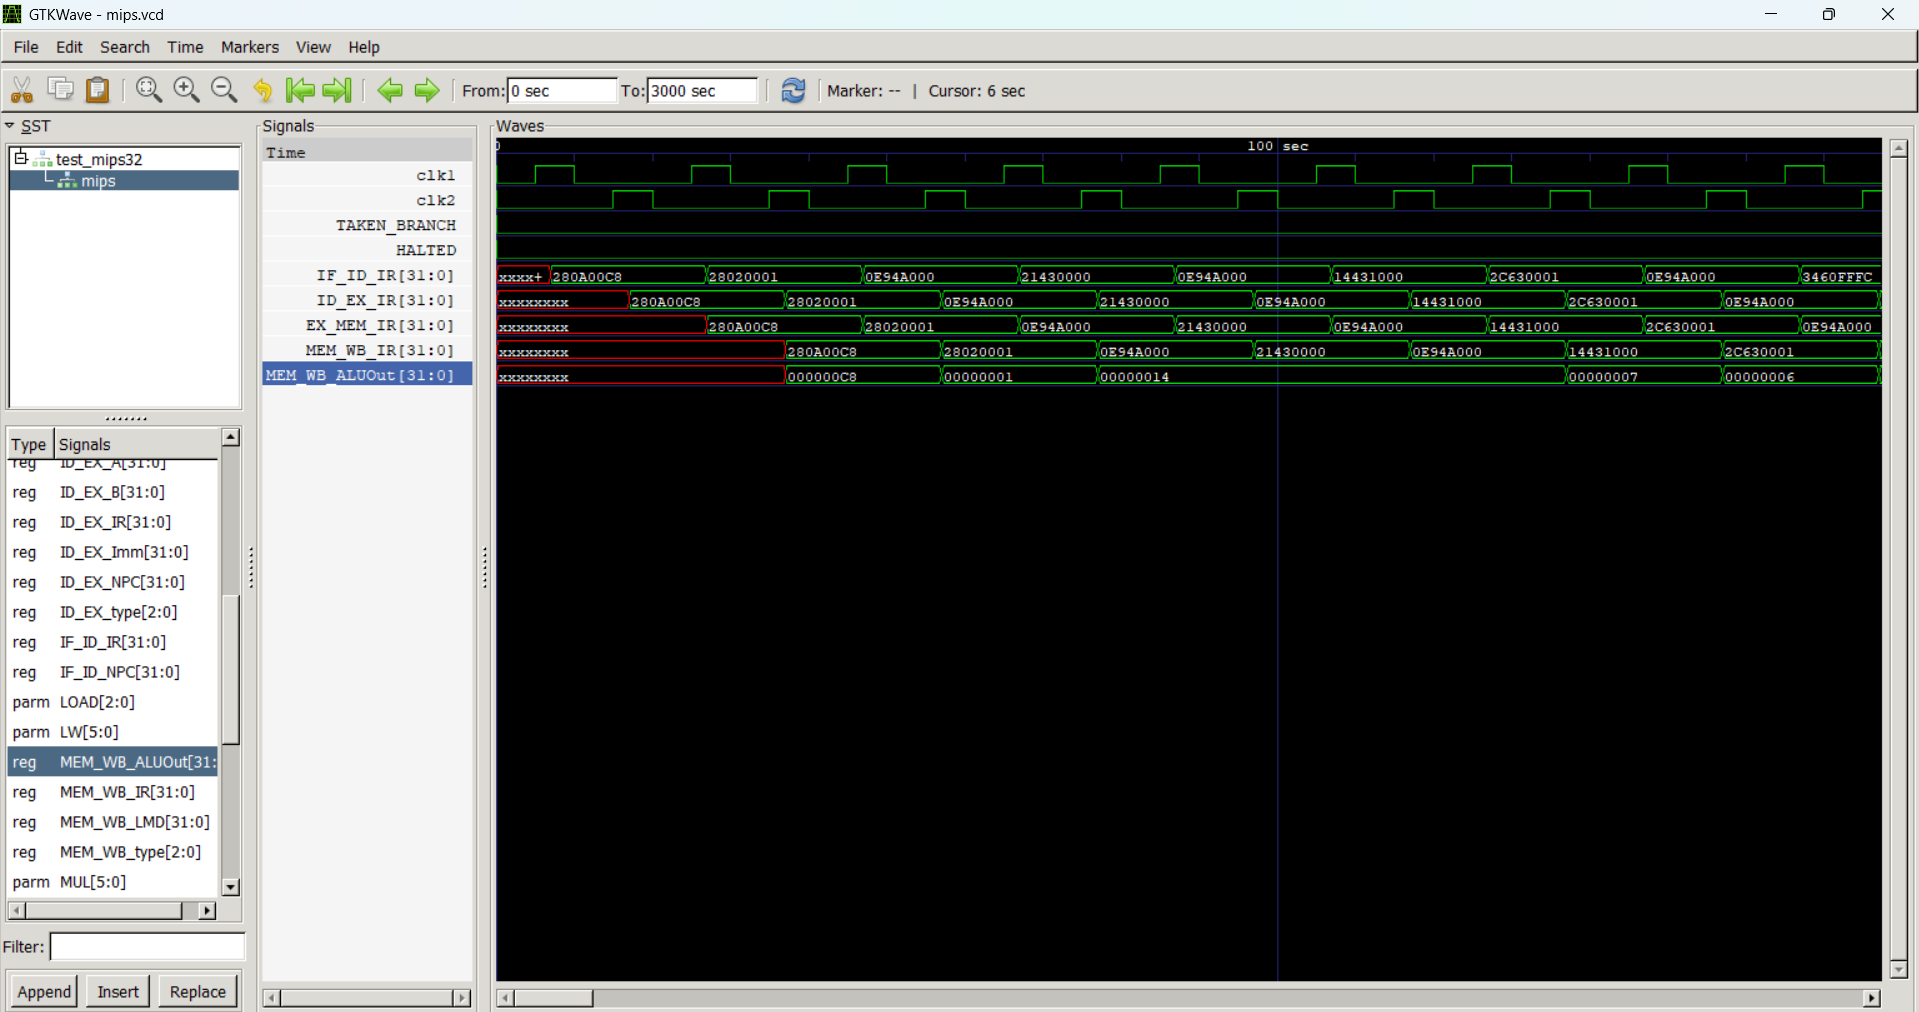 GTKWave - mips.vcd
File Edit Search Time Markers View Help
From: 0 sec To: 3000 sec Marker: -- | Cursor: 6 sec
SST
test_mips32
mips
Type Signals
reg ID_EX_A[31:0]
reg ID_EX_B[31:0]
reg ID_EX_IR[31:0]
reg ID_EX_Imm[31:0]
reg ID_EX_NPC[31:0]
reg ID_EX_type[2:0]
reg IF_ID_IR[31:0]
reg IF_ID_NPC[31:0]
parm LOAD[2:0]
parm LW[5:0]
reg MEM_WB_ALUOut[31:
reg MEM_WB_IR[31:0]
reg MEM_WB_LMD[31:0]
reg MEM_WB_type[2:0]
parm MUL[5:0]
Filter:
Append Insert Replace
Signals
Time
clk1
clk2
TAKEN_BRANCH
HALTED
IF_ID_IR[31:0]
ID_EX_IR[31:0]
EX_MEM_IR[31:0]
MEM_WB_IR[31:0]
MEM_WB_ALUOut[31:0]
Waves
0 100 sec
xxxx+ 280A00C8 28020001 0E94A000 21430000 0E94A000 14431000 2C630001 0E94A000 3460FFFC
xxxxxxxx 280A00C8 28020001 0E94A000 21430000 0E94A000 14431000 2C630001 0E94A000
xxxxxxxx 280A00C8 28020001 0E94A000 21430000 0E94A000 14431000 2C630001 0E94A000
xxxxxxxx 280A00C8 28020001 0E94A000 21430000 0E94A000 14431000 2C630001
xxxxxxxx 000000C8 00000001 00000014 00000007 00000006